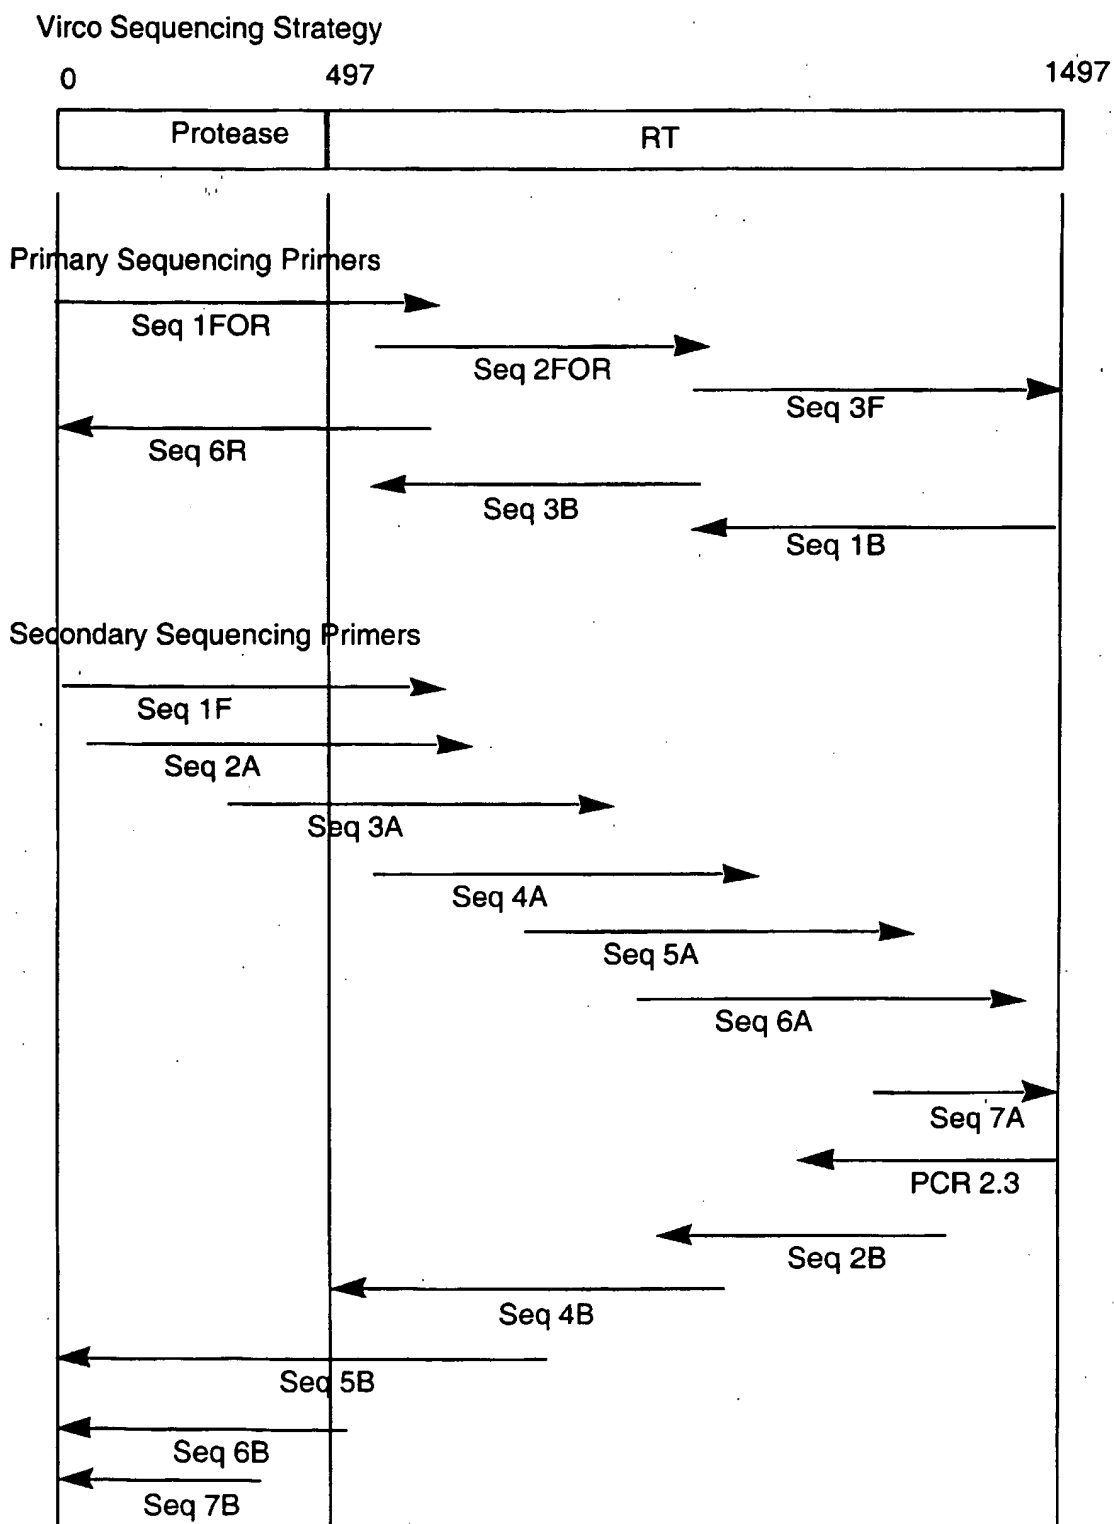 Virco Sequencing Strategy
0 497 1497
Protease RT
Primary Sequencing Primers
Seq 1FOR
Seq 2FOR
Seq 3F
Seq 6R
Seq 3B
Seq 1B
Secondary Sequencing Primers
Seq 1F
Seq 2A
Seq 3A
Seq 4A
Seq 5A
Seq 6A
Seq 7A
PCR 2.3
Seq 2B
Seq 4B
Seq 5B
Seq 6B
Seq 7B